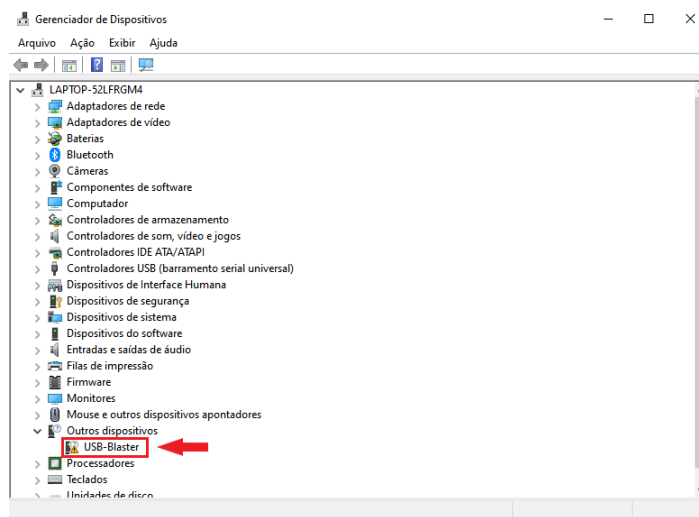 Gerenciador de Dispositivos
Arquivo Ação Exibir Ajuda
LAPTOP-52LFRGM4
Adaptadores de rede
Adaptadores de vídeo
Baterias
Bluetooth
Câmeras
Componentes de software
Computador
Controladores de armazenamento
Controladores de som, vídeo e jogos
Controladores IDE ATA/ATAPI
Controladores USB (barramento serial universal)
Dispositivos de Interface Humana
Dispositivos de segurança
Dispositivos de sistema
Dispositivos do software
Entradas e saídas de áudio
Filas de impressão
Firmware
Monitores
Mouse e outros dispositivos apontadores
Outros dispositivos
USB-Blaster
Processadores
Teclados
Unidades de disco